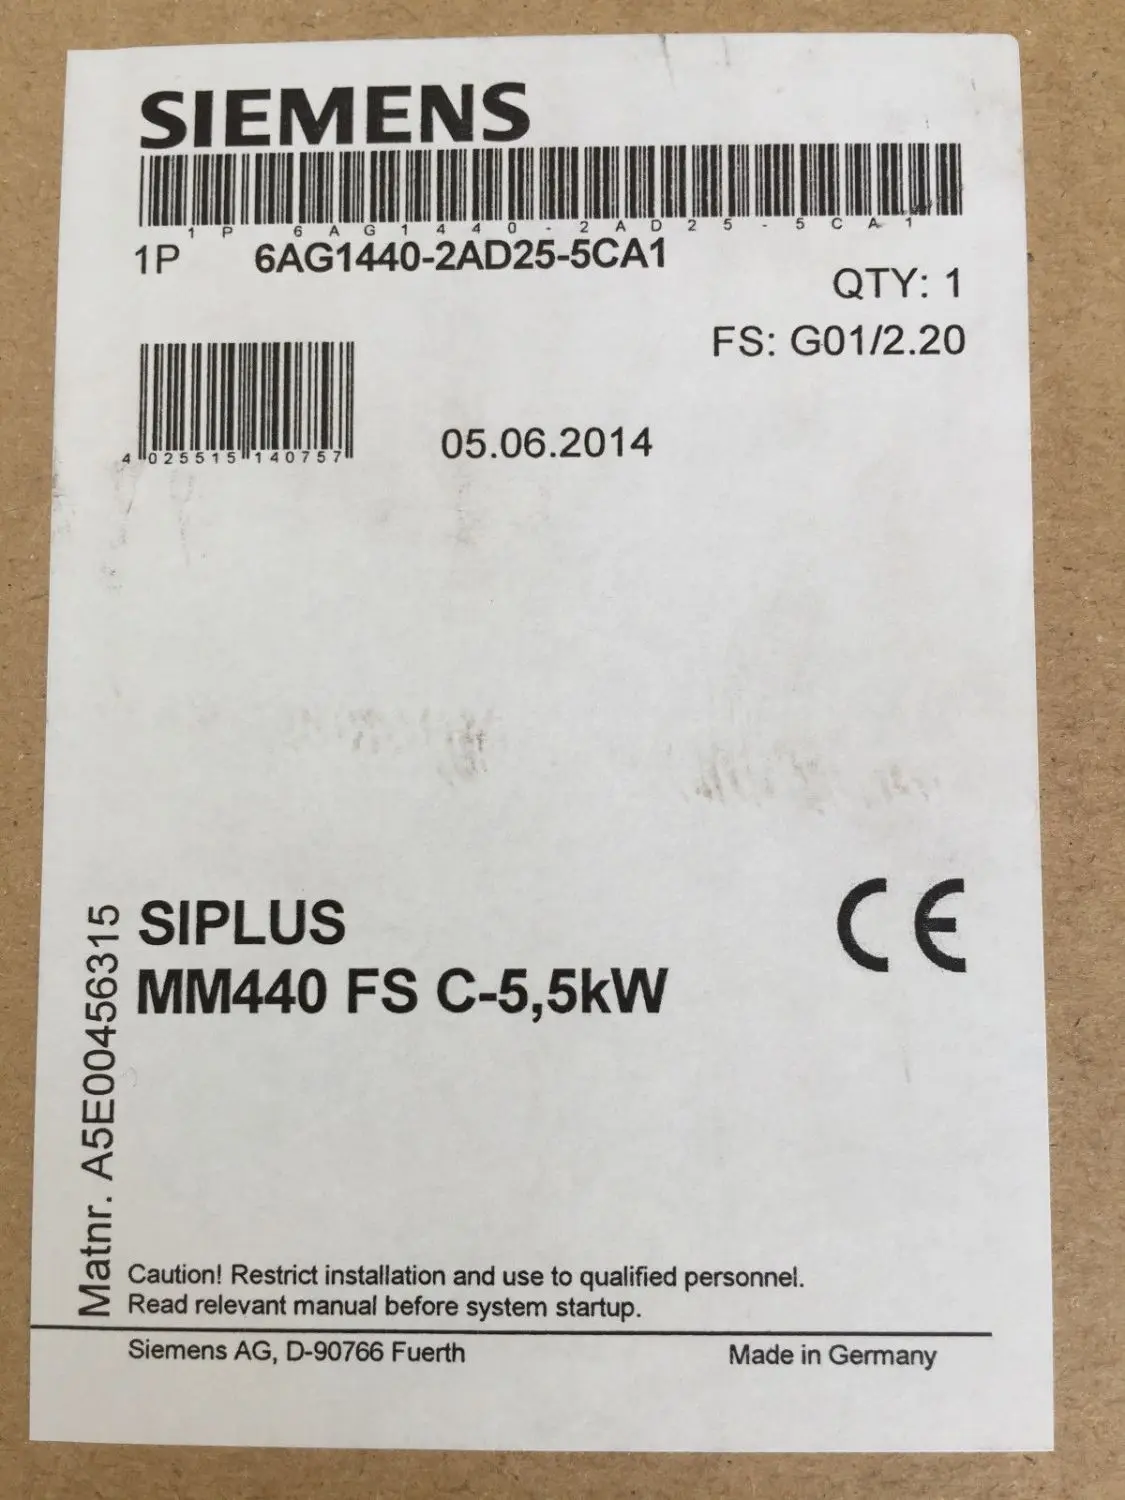 SIEMENS
1P 6AG1440-2AD25-5CA1
1P 6AG1440-2AD25-5CA1
QTY: 1
FS: G01/2.20
4 025515 140757
05.06.2014
SIPLUS
MM440 FS C-5,5kW
CE
Matnr. A5E00456315
Caution! Restrict installation and use to qualified personnel.
Read relevant manual before system startup.
Siemens AG, D-90766 Fuerth
Made in Germany